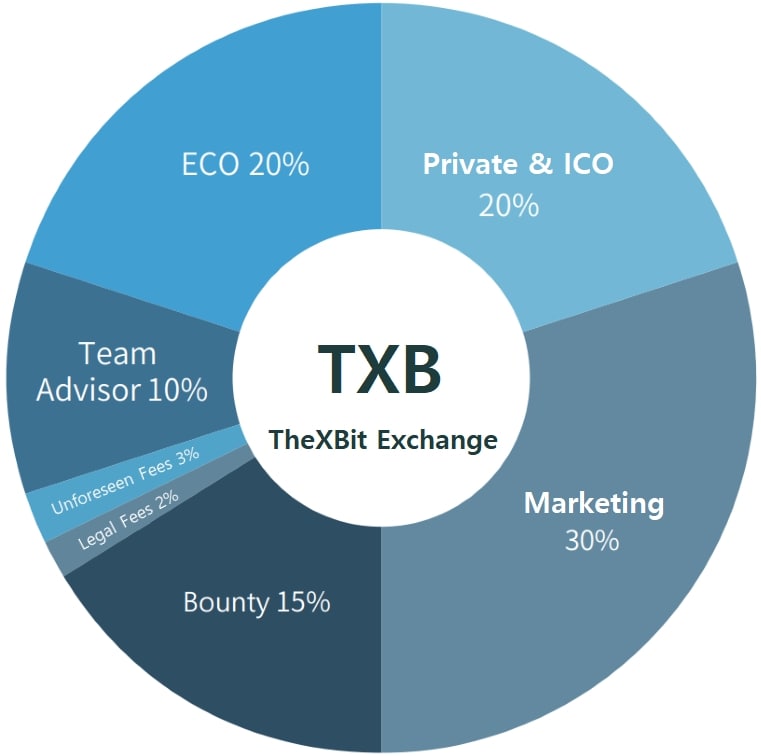 ECO 20%
Private & ICO
20%
Team
Advisor 10%
TXB
TheXBit Exchange
Unforeseen Fees 3%
Legal Fees 2%
Marketing
30%
Bounty 15%